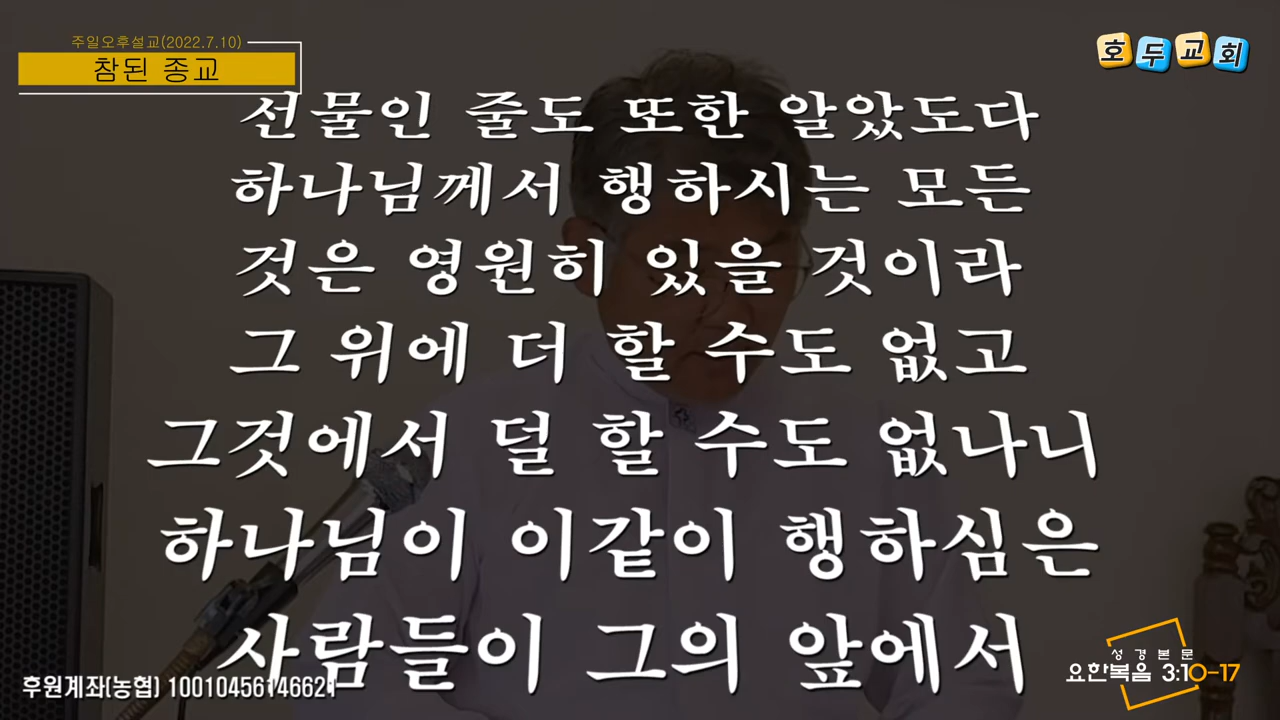 주일오후설교(2022.7.10)
참된 종교
호두교회
선물인 줄도 또한 알았도다
하나님께서 행하시는 모든
것은 영원히 있을 것이라
그 위에 더 할 수도 없고
그것에서 덜 할 수도 없나니
하나님이 이같이 행하심은
사람들이 그의 앞에서
후원계좌(농협) 10010456146621
성경본문
요한복음 3:10-17